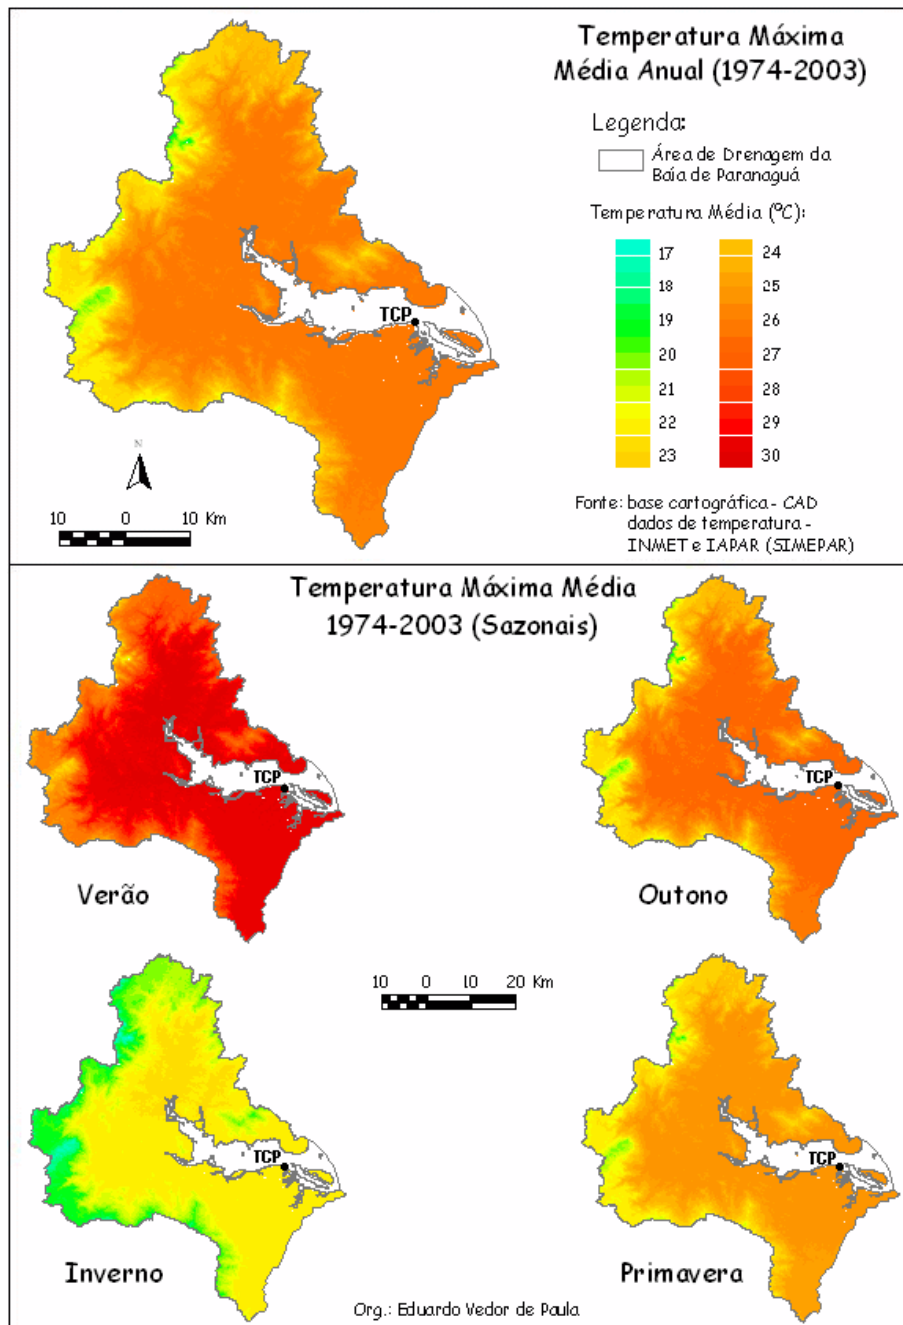 Temperatura Máxima
Média Anual (1974-2003)
Legenda:
Área de Drenagem da
Baía de Paranaguá
Temperatura Média (ºC):
17
18
19
20
21
22
23
24
25
26
27
28
29
30
TCP
N
10 0 10 Km
Fonte: base cartográfica - CAD
dados de temperatura -
INMET e IAPAR (SIMEPAR)
Temperatura Máxima Média
1974-2003 (Sazonais)
TCP
Verão
TCP
Outono
10 0 10 20 Km
TCP
Inverno
TCP
Primavera
Org.: Eduardo Vedor de Paula